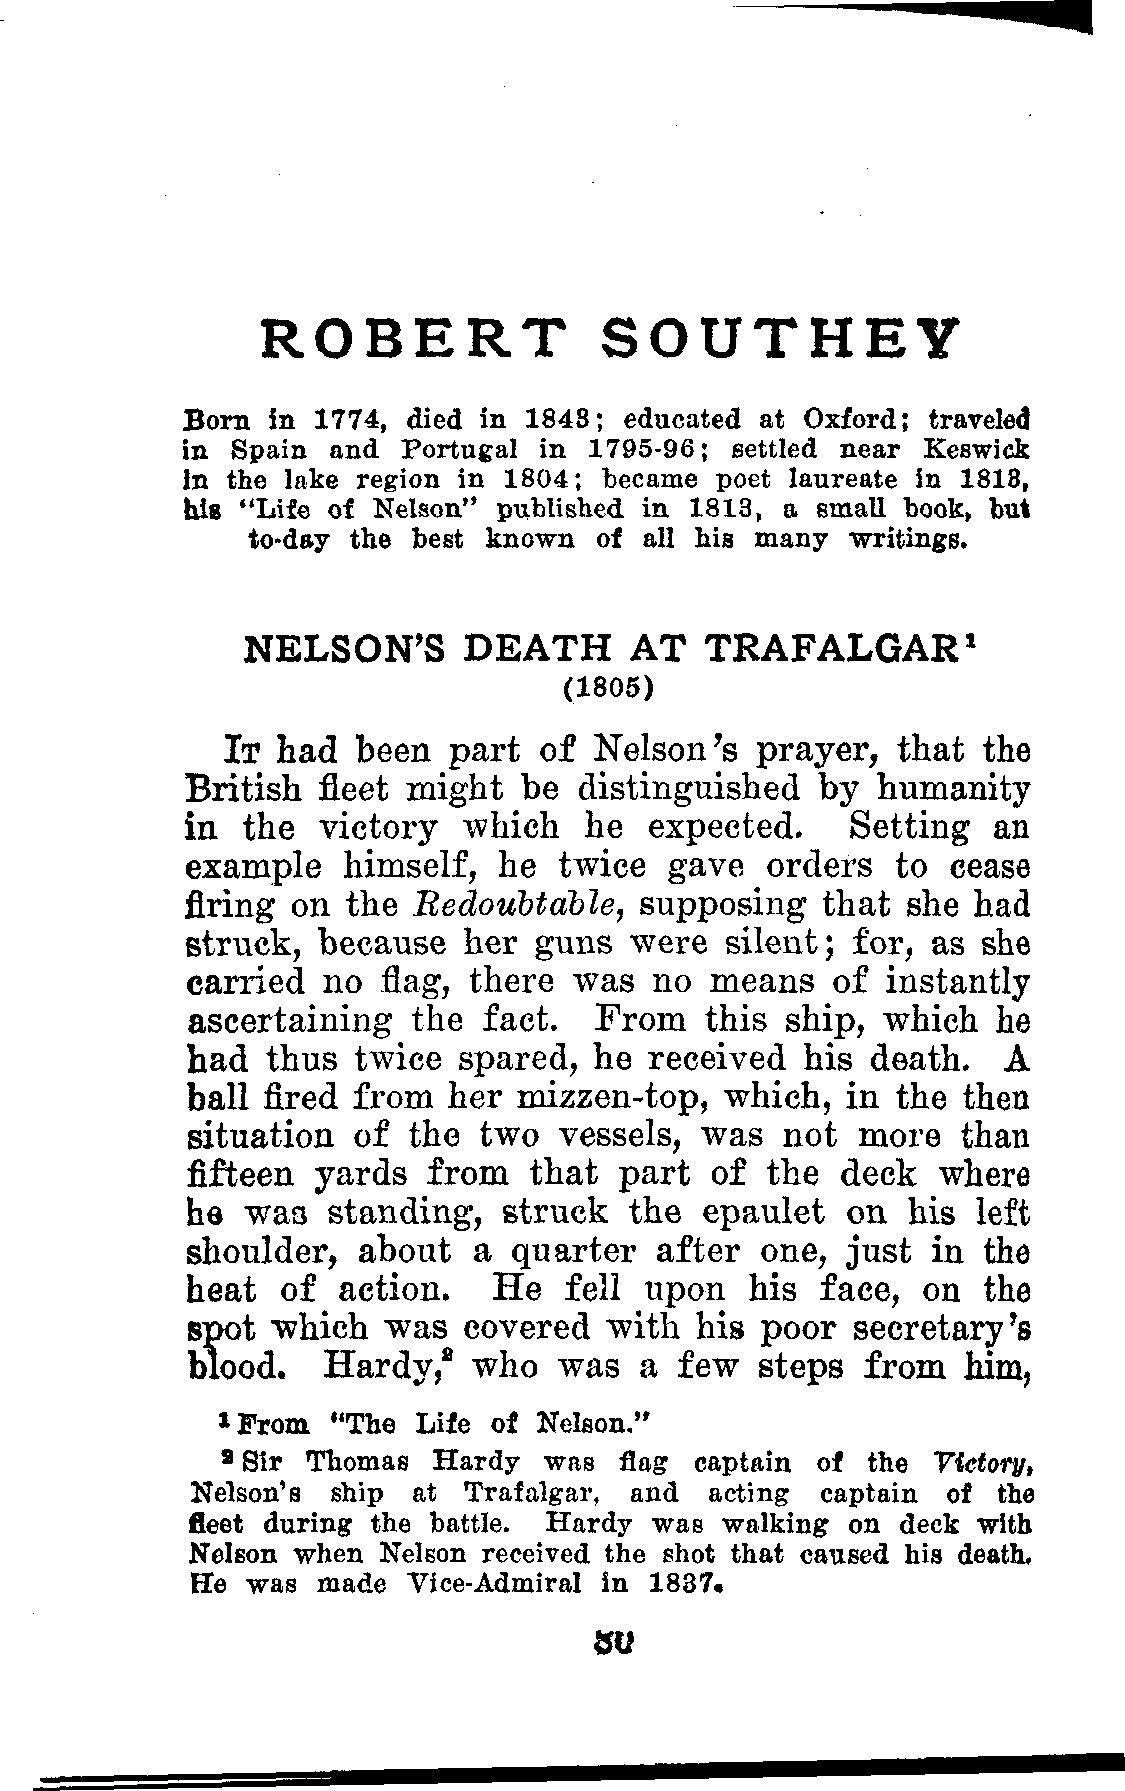 ROBERT SOUTHEY
Born in 1774, died in 1843; educated at Oxford; traveled
in Spain and Portugal in 1795-96; settled near Keswick
in the lake region in 1804; became poet laureate in 1813,
his "Life of Nelson" published in 1813, a small book, but
to-day the best known of all his many writings.
NELSON'S DEATH AT TRAFALGAR¹
(1805)
IT had been part of Nelson's prayer, that the
British fleet might be distinguished by humanity
in the victory which he expected. Setting an
example himself, he twice gave orders to cease
firing on the Redoubtable, supposing that she had
struck, because her guns were silent; for, as she
carried no flag, there was no means of instantly
ascertaining the fact. From this ship, which he
had thus twice spared, he received his death. A
ball fired from her mizzen-top, which, in the then
situation of the two vessels, was not more than
fifteen yards from that part of the deck where
he was standing, struck the epaulet on his left
shoulder, about a quarter after one, just in the
heat of action. He fell upon his face, on the
spot which was covered with his poor secretary's
blood. Hardy,² who was a few steps from him,
¹ From "The Life of Nelson."
² Sir Thomas Hardy was flag captain of the Victory,
Nelson's ship at Trafalgar, and acting captain of the
fleet during the battle. Hardy was walking on deck with
Nelson when Nelson received the shot that caused his death.
He was made Vice-Admiral in 1837.